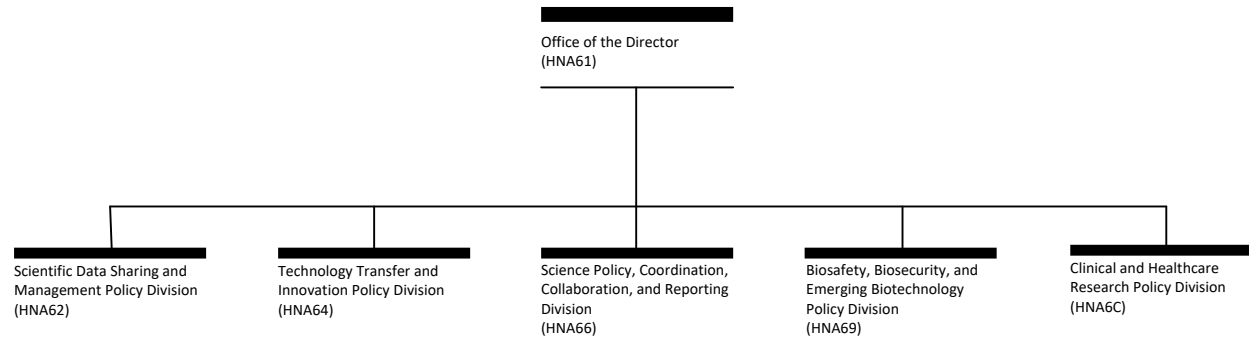 Office of the Director
(HNA61)
Scientific Data Sharing and
Management Policy Division
(HNA62)
Technology Transfer and
Innovation Policy Division
(HNA64)
Science Policy, Coordination,
Collaboration, and Reporting
Division
(HNA66)
Biosafety, Biosecurity, and
Emerging Biotechnology
Policy Division
(HNA69)
Clinical and Healthcare
Research Policy Division
(HNA6C)